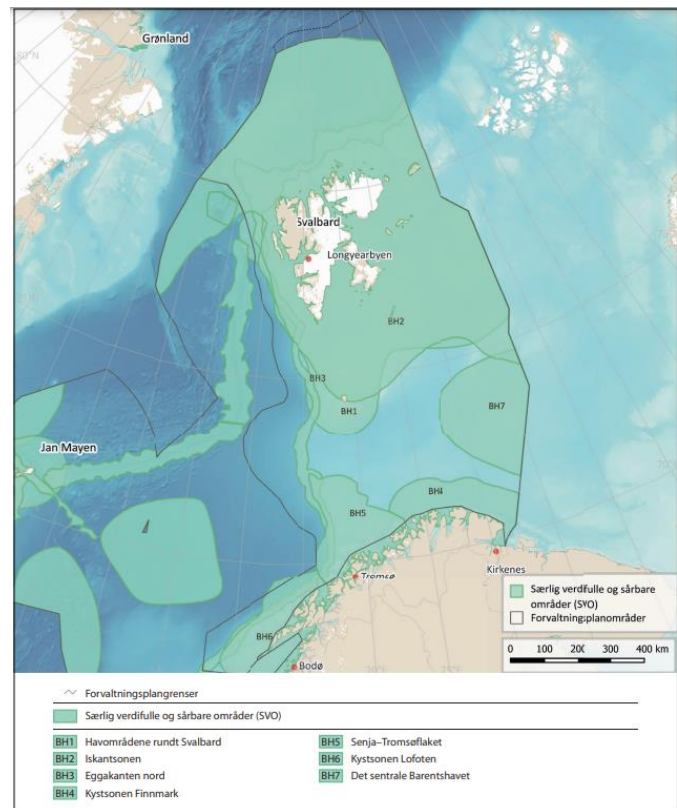 Grønland
Svalbard
Longyearbyen
BH2
BH3
BH1
BH7
Jan Mayen
BH4
BH5
Tromsø
Kirkenes
BH6
Bodø
Særlig verdifulle og sårbare
områder (SVO)
Forvaltningsplanområder
0 100 200 300 400 km
Forvaltningsplangrenser
Særlig verdifulle og sårbare områder (SVO)
BH1 Havområdene rundt Svalbard
BH2 Iskantsonen
BH3 Eggakanten nord
BH4 Kystsonen Finnmark
BH5 Senja–Tromsøflaket
BH6 Kystsonen Lofoten
BH7 Det sentrale Barentshavet